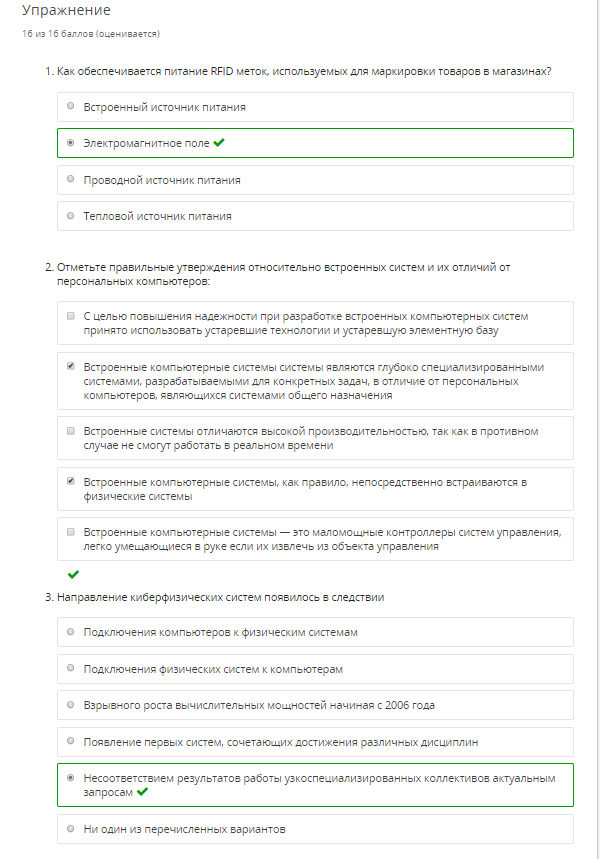 Упражнение
16 из 16 баллов (оценивается)
1. Как обеспечивается питание RFID меток, используемых для маркировки товаров в магазинах?
Встроенный источник питания
Электромагнитное поле
Проводной источник питания
Тепловой источник питания
2. Отметьте правильные утверждения относительно встроенных систем и их отличий от
персональных компьютеров:
С целью повышения надежности при разработке встроенных компьютерных систем
принято использовать устаревшие технологии и устаревшую элементную базу
Встроенные компьютерные системы системы являются глубоко специализированными
системами, разрабатываемыми для конкретных задач, в отличие от персональных
компьютеров, являющихся системами общего назначения
Встроенные системы отличаются высокой производительностью, так как в противном
случае не смогут работать в реальном времени
Встроенные компьютерные системы, как правило, непосредственно встраиваются в
физические системы
Встроенные компьютерные системы — это маломощные контроллеры систем управления,
легко умещающиеся в руке если их извлечь из объекта управления
3. Направление киберфизических систем появилось в следствии
Подключения компьютеров к физическим системам
Подключения физических систем к компьютерам
Взрывного роста вычислительных мощностей начиная с 2006 года
Появление первых систем, сочетающих достижения различных дисциплин
Несоответствием результатов работы узкоспециализированных коллективов актуальным
запросам
Ни один из перечисленных вариантов